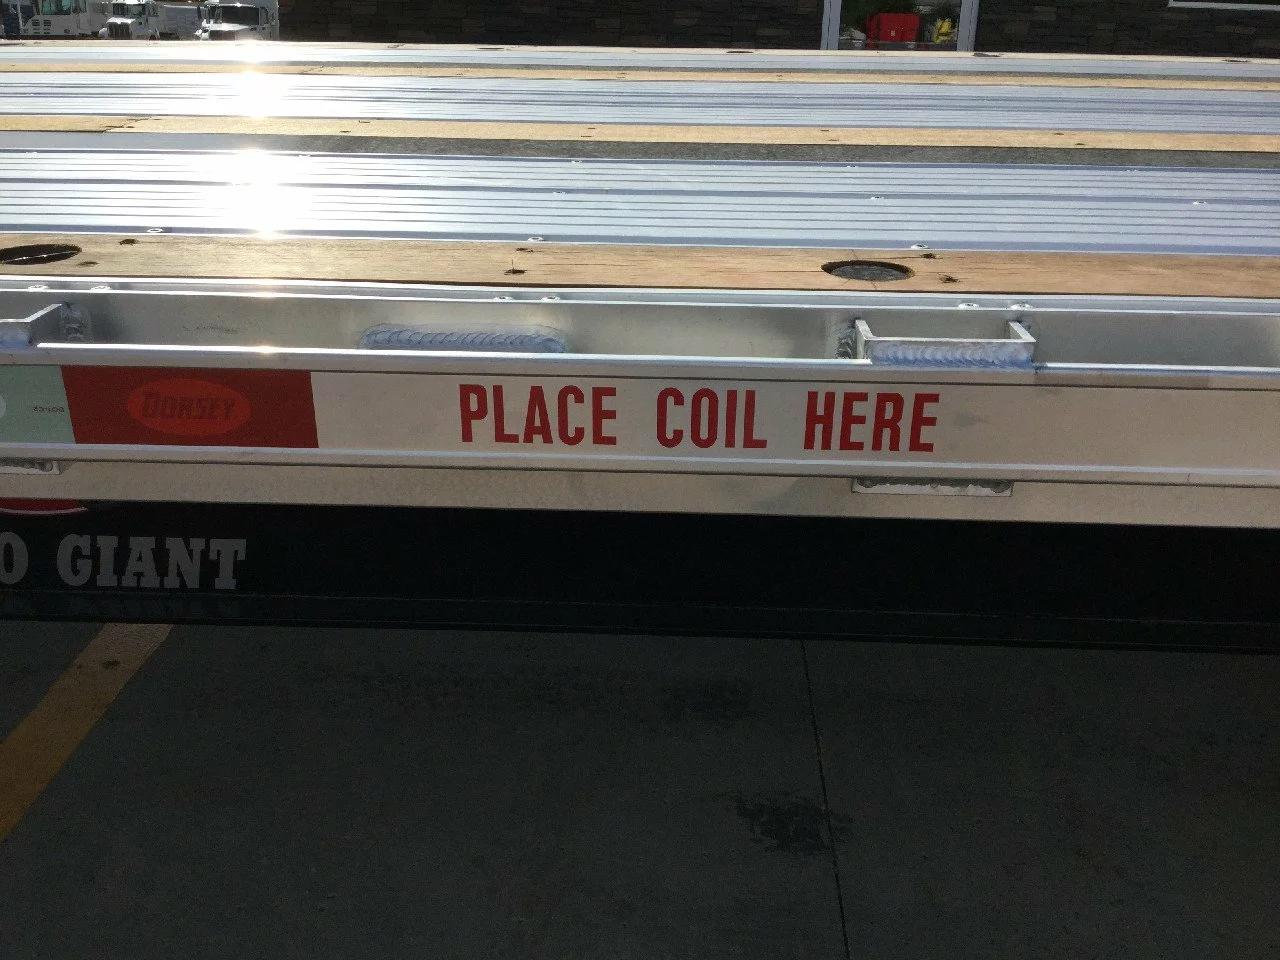 DORSEY
PLACE COIL HERE
O GIANT